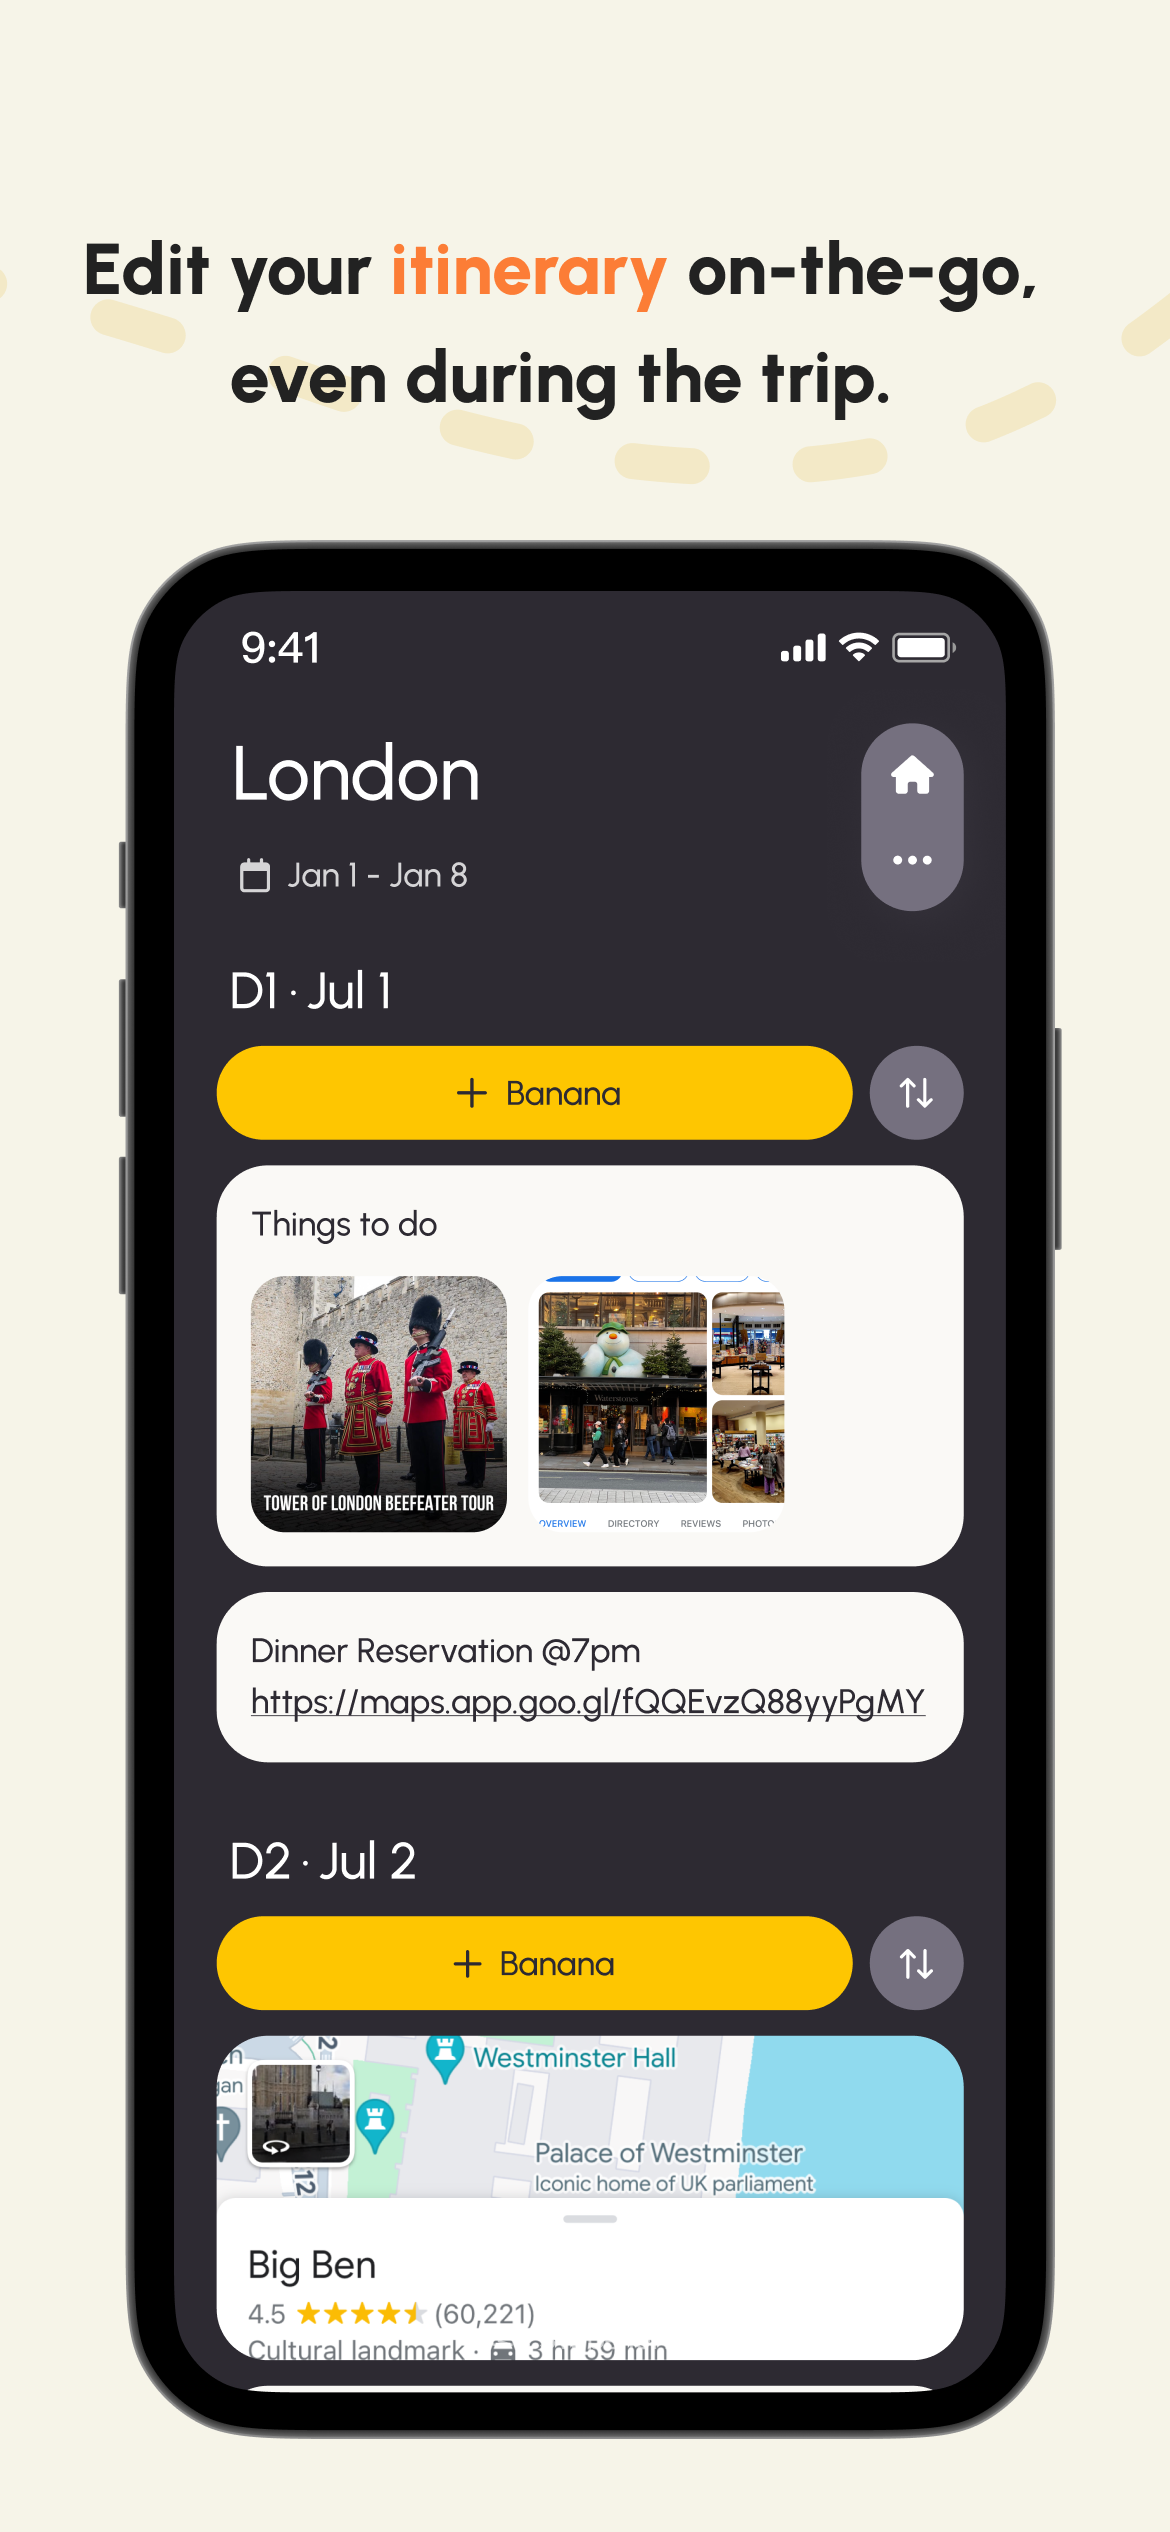 Edit your itinerary on-the-go,
even during the trip.
9:41
London
Jan 1 - Jan 8
D1 · Jul 1
Banana
Things to do
Waterstones
TOWER OF LONDON BEEFEATER TOUR
OVERVIEW DIRECTORY REVIEWS PHOTO
Dinner Reservation @7pm
https://maps.app.goo.gl/fQQEvzQ88yyPgMY
D2 · Jul 2
Banana
Westminster Hall
Palace of Westminster
Iconic home of UK parliament
12
Big Ben
4.5 (60,221)
Cultural landmark · 3 hr 59 min